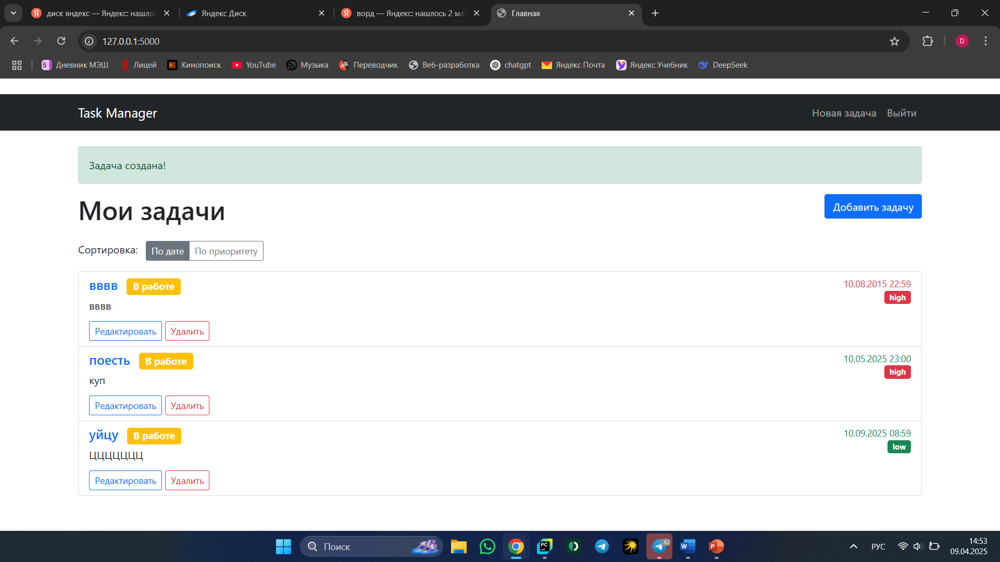 диск яндекс — Яндекс: нашло
Яндекс Диск
ворд — Яндекс: нашлось 2 мл
Главная
127.0.0.1:5000
D
Дневник МЭШ
Лицей
Кинопоиск
YouTube
Музыка
Переводчик
Веб-разработка
chatgpt
Яндекс Почта
Яндекс Учебник
DeepSeek
Task Manager
Новая задача
Выйти
Задача создана!
Мои задачи
Добавить задачу
Сортировка:
По дате
По приоритету
вввв
В работе
10.08.2015 22:59
high
вввв
Редактировать
Удалить
поесть
В работе
10.05.2025 23:00
high
куп
Редактировать
Удалить
уйцу
В работе
10.09.2025 08:59
low
ЦЦЦЦЦЦЦ
Редактировать
Удалить
Поиск
РУС
14:53
09.04.2025